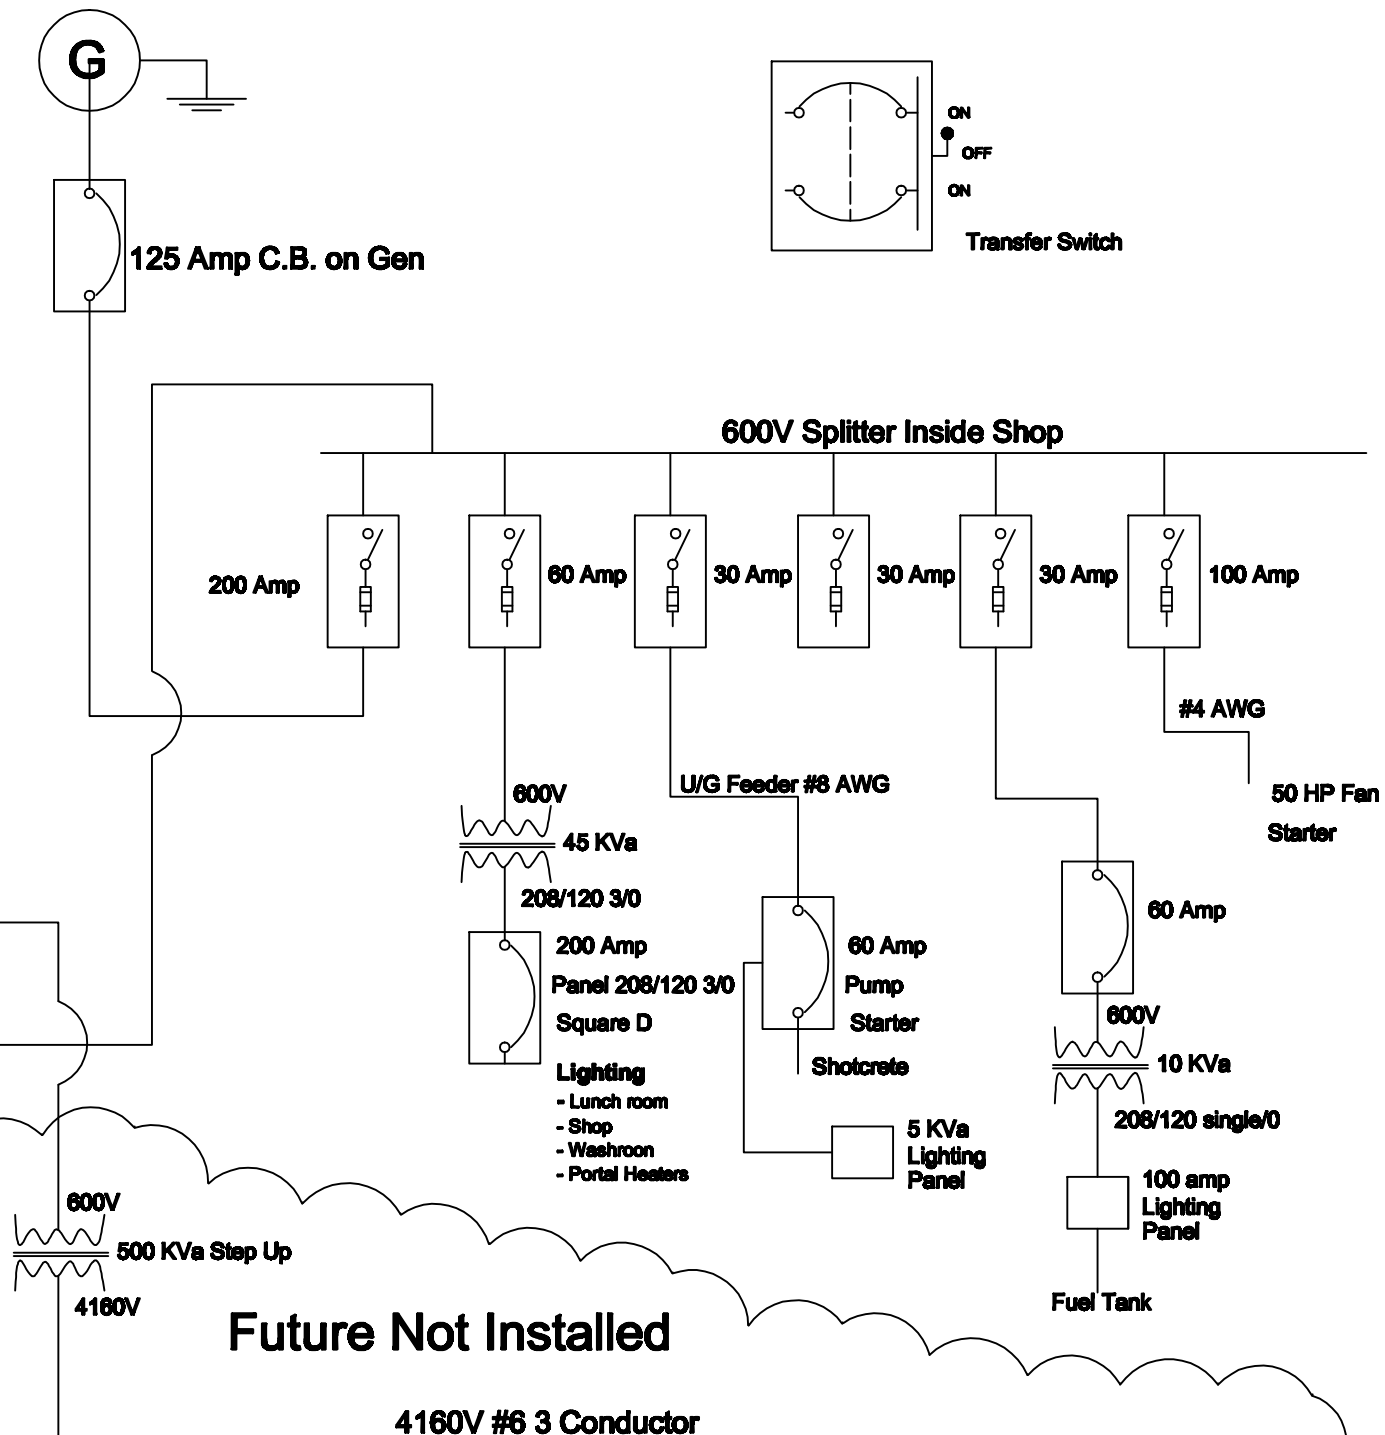 G
ON
OFF
ON
Transfer Switch
125 Amp C.B. on Gen
600V Splitter Inside Shop
200 Amp
60 Amp
30 Amp
30 Amp
30 Amp
100 Amp
#4 AWG
50 HP Fan
Starter
U/G Feeder #8 AWG
600V
45 KVa
208/120 3/0
200 Amp
Panel 208/120 3/0
Square D
Lighting
- Lunch room
- Shop
- Washroon
- Portal Heaters
60 Amp
Pump
Starter
Shotcrete
5 KVa
Lighting
Panel
60 Amp
600V
10 KVa
208/120 single/0
100 amp
Lighting
Panel
Fuel Tank
600V
500 KVa Step Up
4160V
Future Not Installed
4160V #6 3 Conductor